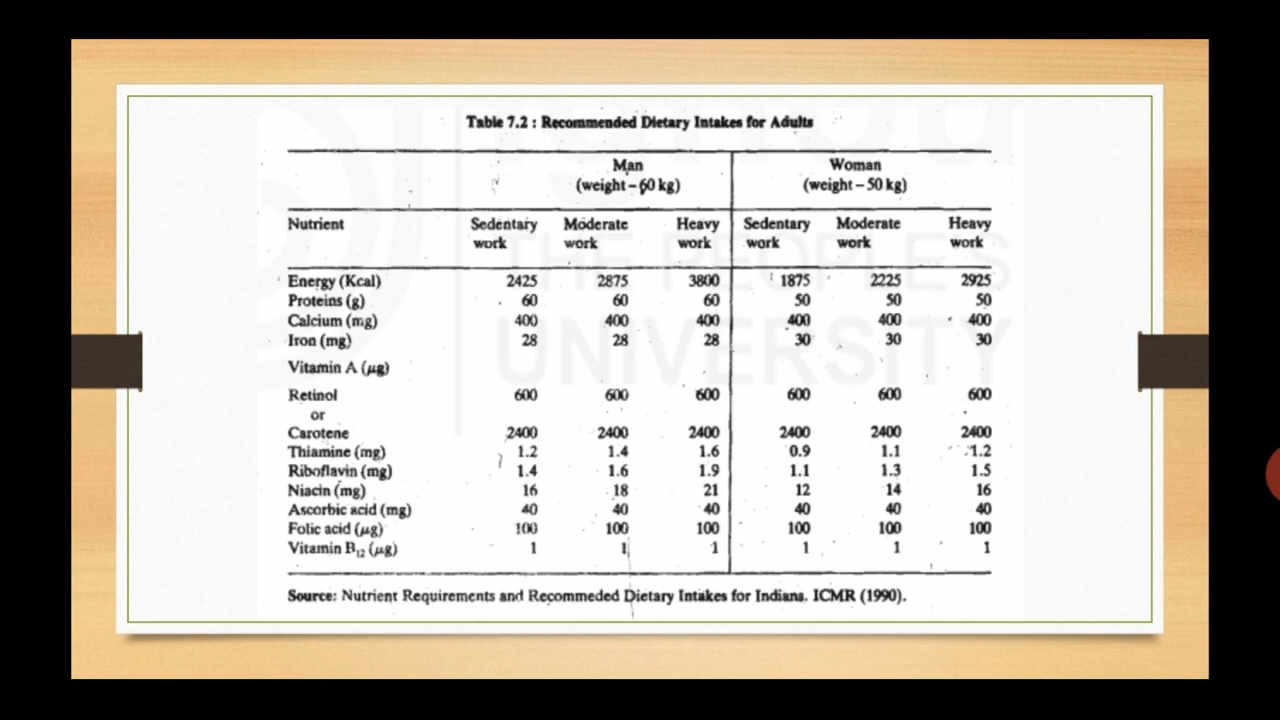 Table 7.2 : Recommended Dietary Intakes for Adults
Man Woman
(weight – 60 kg) (weight – 50 kg)
Nutrient Sedentary Moderate Heavy Sedentary Moderate Heavy
work work work work work work
Energy (Kcal) 2425 2875 3800 1875 2225 2925
Proteins (g) 60 60 60 50 50 50
Calcium (mg) 400 400 400 400 400 400
Iron (mg) 28 28 28 30 30 30
Vitamin A (μg)
Retinol 600 600 600 600 600 600
or
Carotene 2400 2400 2400 2400 2400 2400
Thiamine (mg) 1.2 1.4 1.6 0.9 1.1 1.2
Riboflavin (mg) 1.4 1.6 1.9 1.1 1.3 1.5
Niacin (mg) 16 18 21 12 14 16
Ascorbic acid (mg) 40 40 40 40 40 40
Folic acid (μg) 100 100 100 100 100 100
Vitamin B₁₂ (μg) 1 1 1 1 1 1
Source: Nutrient Requirements and Recommeded Dietary Intakes for Indians. ICMR (1990).
THE PEOPLE'S
UNIVERSITY